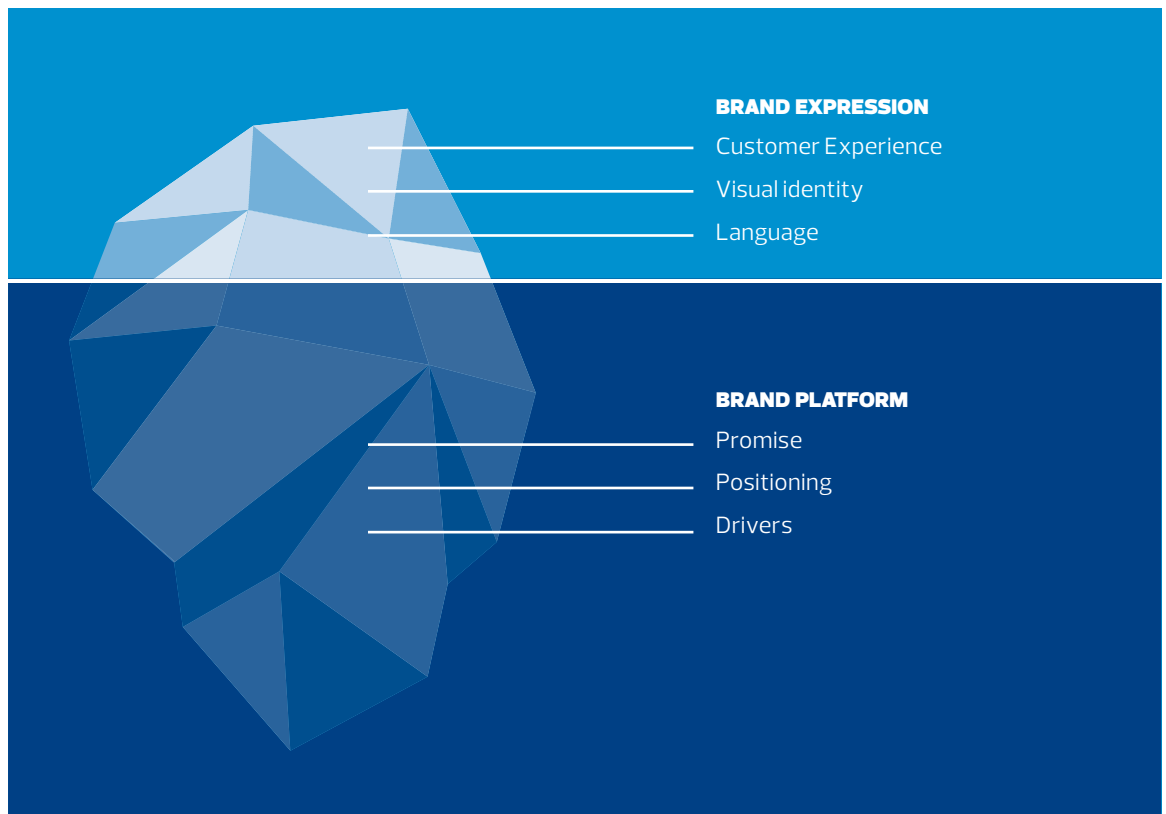 BRAND EXPRESSION
Customer Experience
Visual identity
Language
BRAND PLATFORM
Promise
Positioning
Drivers